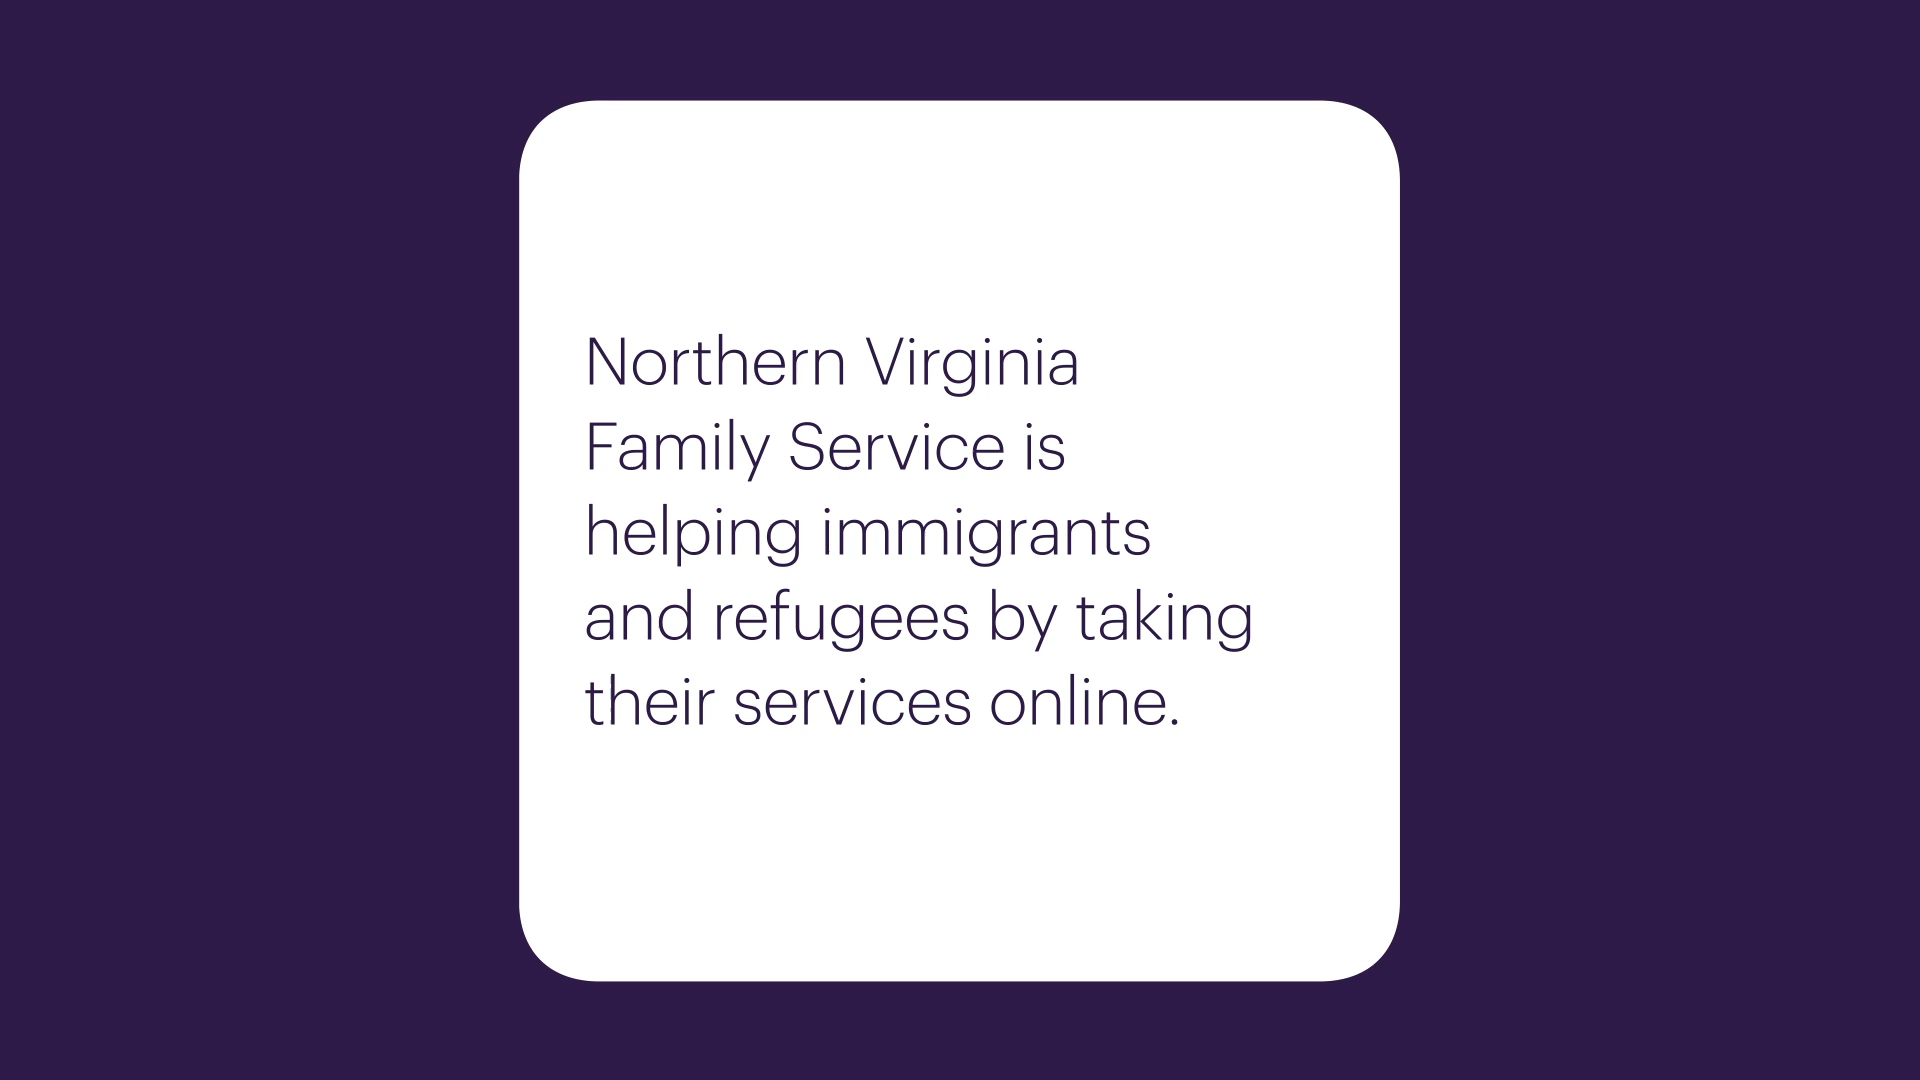 Northern Virginia
Family Service is
helping immigrants
and refugees by taking
their services online.